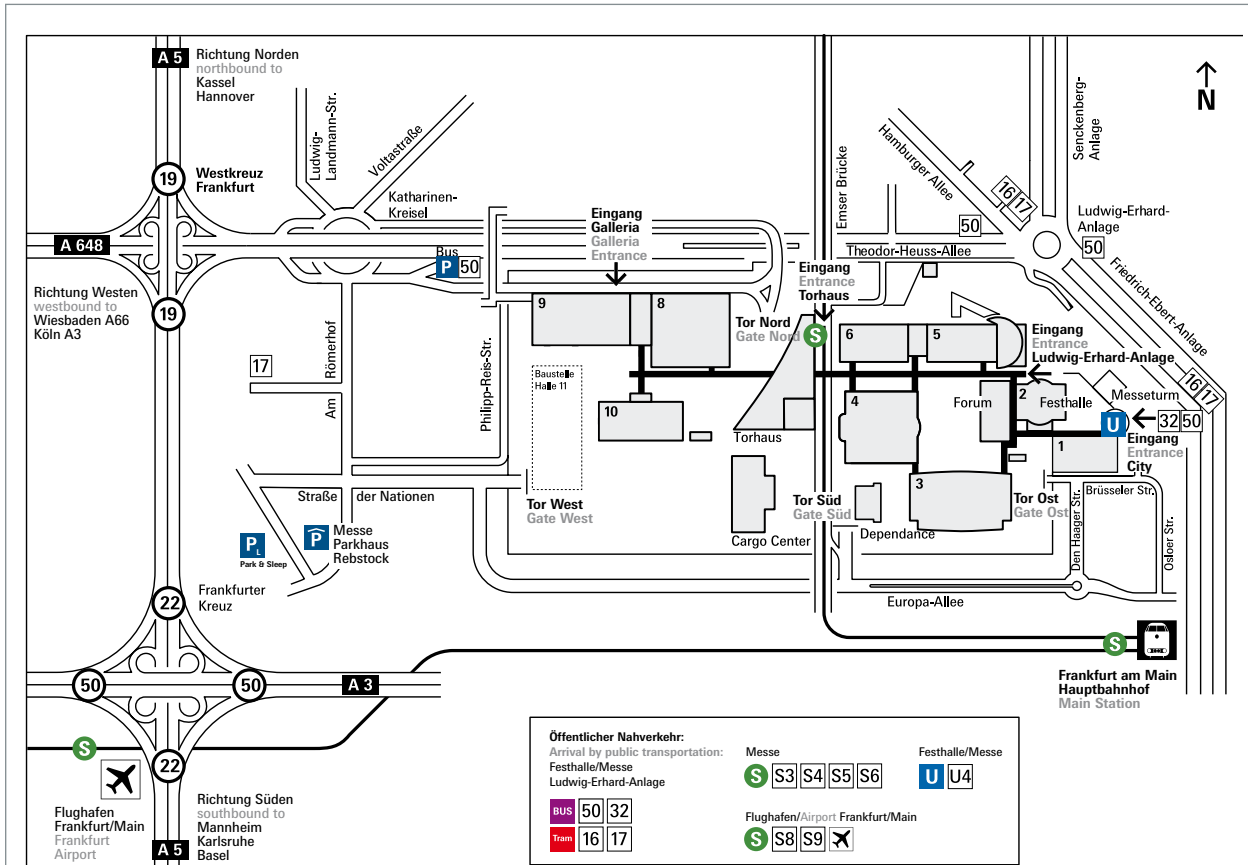 A 5
Richtung Norden
northbound to
Kassel
Hannover
N
Ludwig-
Landmann-Str.
Voltastraße
Emser Brücke
Hamburger Allee
Senckenberg-
Anlage
16
17
19
Westkreuz
Frankfurt
Katharinen-
Kreisel
Eingang
Galleria
Galleria
Entrance
50
Ludwig-Erhard-
Anlage
50
A 648
Bus
P
50
Theodor-Heuss-Allee
Eingang
Entrance
Torhaus
Friedrich-Ebert-Anlage
Richtung Westen
westbound to
Wiesbaden A66
Köln A3
19
9
8
Tor Nord
Gate Nord
S
6
5
Eingang
Entrance
Ludwig-Erhard-Anlage
17
Am Römerhof
Philipp-Reis-Str.
Baustelle
Halle 11
10
Torhaus
4
Forum
2
Festhalle
Messeturm
16
17
U
32
50
Eingang
Entrance
City
1
Straße der Nationen
Tor West
Gate West
Cargo Center
Tor Süd
Gate Süd
Dependance
3
Tor Ost
Gate Ost
Brüsseler Str.
Den Haager Str.
Osloer Str.
P
L
Park & Sleep
P
Messe
Parkhaus
Rebstock
22
Frankfurter
Kreuz
Europa-Allee
50
50
A 3
S
Frankfurt am Main
Hauptbahnhof
Main Station
S
22
Flughafen
Frankfurt/Main
Frankfurt
Airport
A 5
Richtung Süden
southbound to
Mannheim
Karlsruhe
Basel
Öffentlicher Nahverkehr:
Arrival by public transportation:
Festhalle/Messe
Ludwig-Erhard-Anlage
BUS 50 32
Tram 16 17
Messe
S S3 S4 S5 S6
Flughafen/Airport Frankfurt/Main
S S8 S9
Festhalle/Messe
U U4